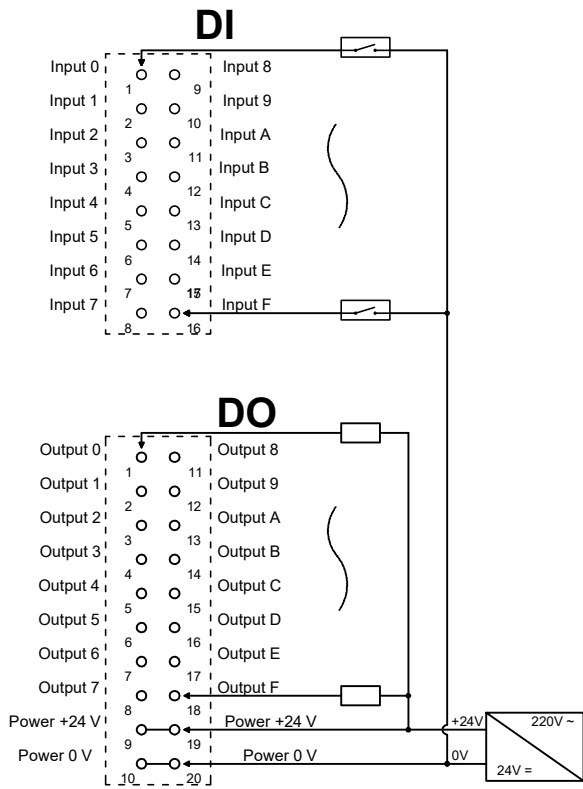 DI
Input 0 Input 8
1 9
Input 1 Input 9
2 10
Input 2 Input A
3 11
Input 3 Input B
4 12
Input 4 Input C
5 13
Input 5 Input D
6 14
Input 6 Input E
7 15
Input 7 Input F
8 16
DO
Output 0 Output 8
1 11
Output 1 Output 9
2 12
Output 2 Output A
3 13
Output 3 Output B
4 14
Output 4 Output C
5 15
Output 5 Output D
6 16
Output 6 Output E
7 17
Output 7 Output F
8 18
Power +24 V Power +24 V +24V 220V ~
9 19
Power 0 V Power 0 V 0V
10 20 24V =